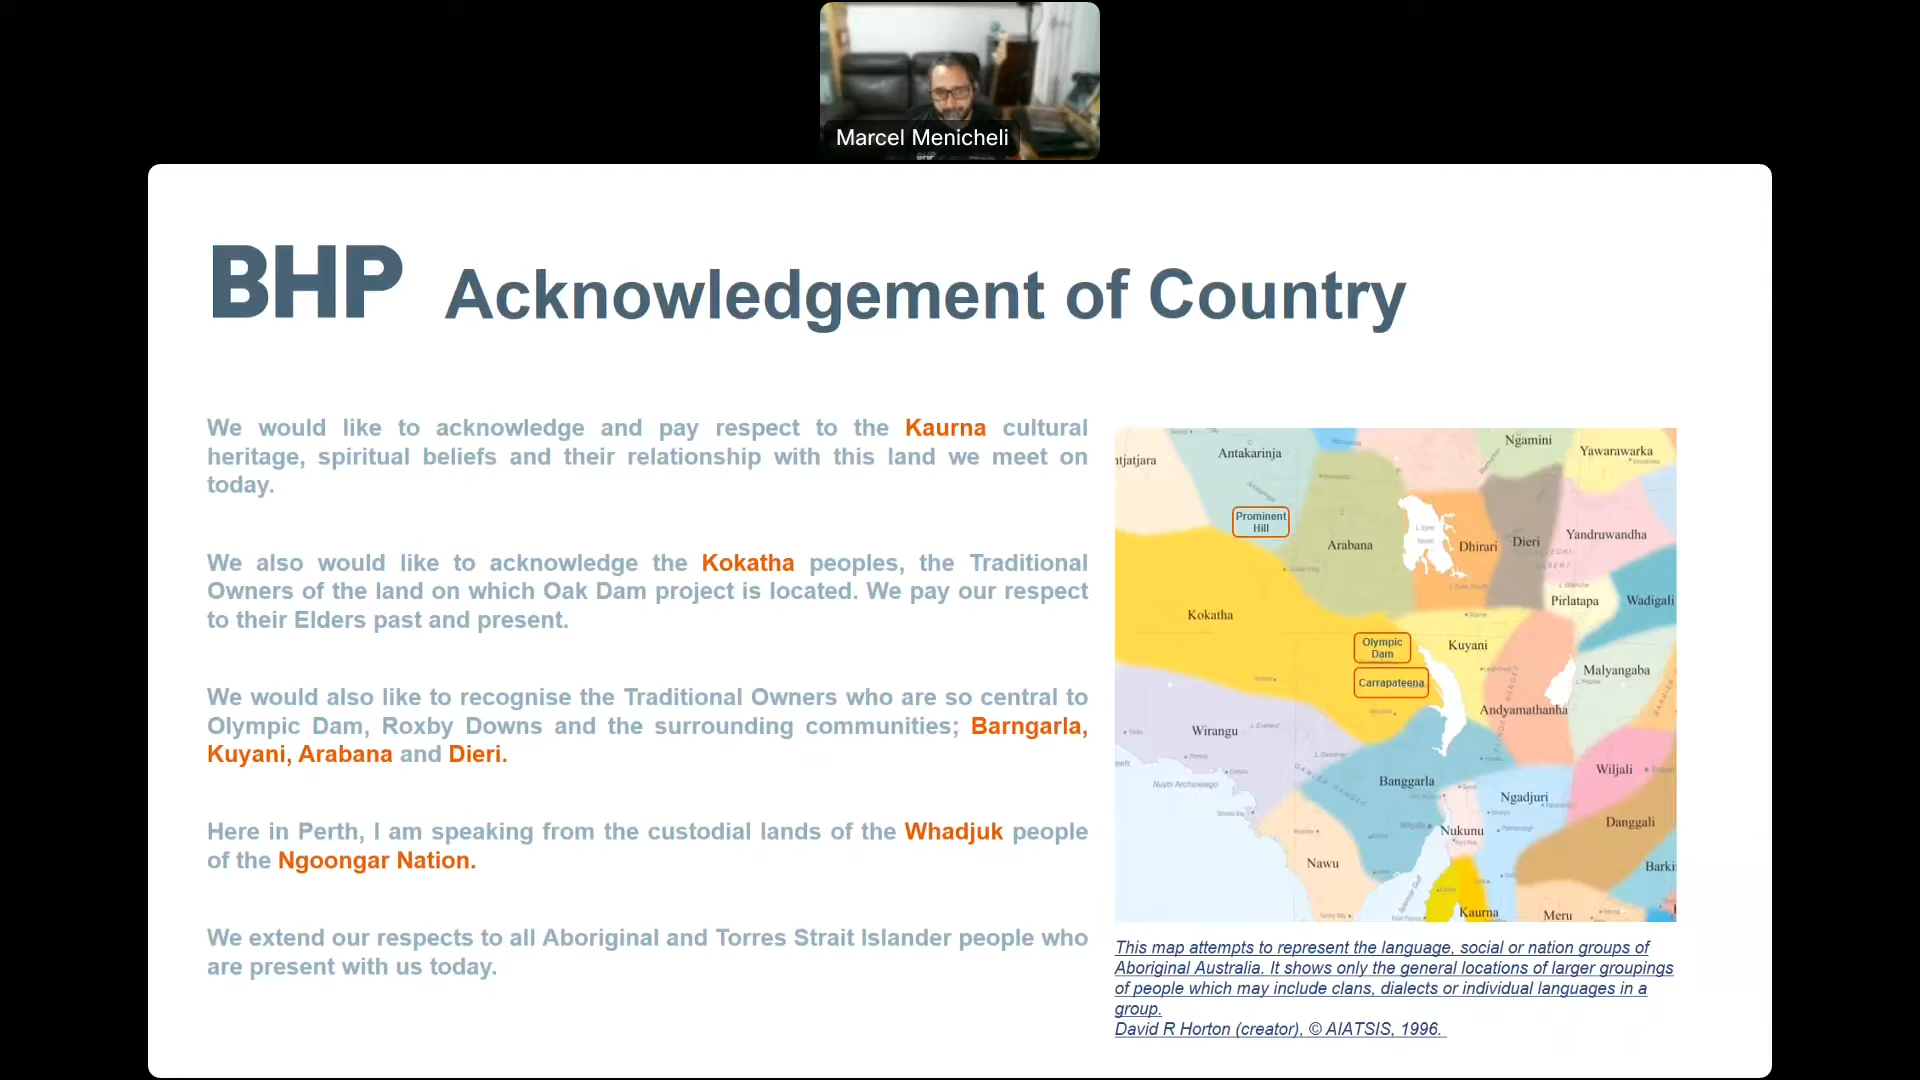 Marcel Menicheli
BHP
Acknowledgement of Country
We would like to acknowledge and pay respect to the Kaurna cultural
heritage, spiritual beliefs and their relationship with this land we meet on
today.
We also would like to acknowledge the Kokatha peoples, the Traditional
Owners of the land on which Oak Dam project is located. We pay our respect
to their Elders past and present.
We would also like to recognise the Traditional Owners who are so central to
Olympic Dam, Roxby Downs and the surrounding communities; Barngarla,
Kuyani, Arabana and Dieri.
Here in Perth, I am speaking from the custodial lands of the Whadjuk people
of the Ngoongar Nation.
We extend our respects to all Aboriginal and Torres Strait Islander people who
are present with us today.
Ngamini
Antakarinja
Yawarawarka
ntjatjara
Prominent
Hill
Arabana
L. Eyre
North
Dhirari
Dieri
Yandruwandha
Pirlatapa
Wadigali
Kokatha
Olympic
Dam
Kuyani
Malyangaba
Carrapateena
Andyamathanha
Wirangu
Wiljali
Banggarla
Nuyts Archipelago
GAWLER RANGES
Ngadjuri
Danggali
Nukunu
Nawu
Barki
Spencer Gulf
Kaurna
Meru
This map attempts to represent the language, social or nation groups of
Aboriginal Australia. It shows only the general locations of larger groupings
of people which may include clans, dialects or individual languages in a
group.
David R Horton (creator), © AIATSIS, 1996.